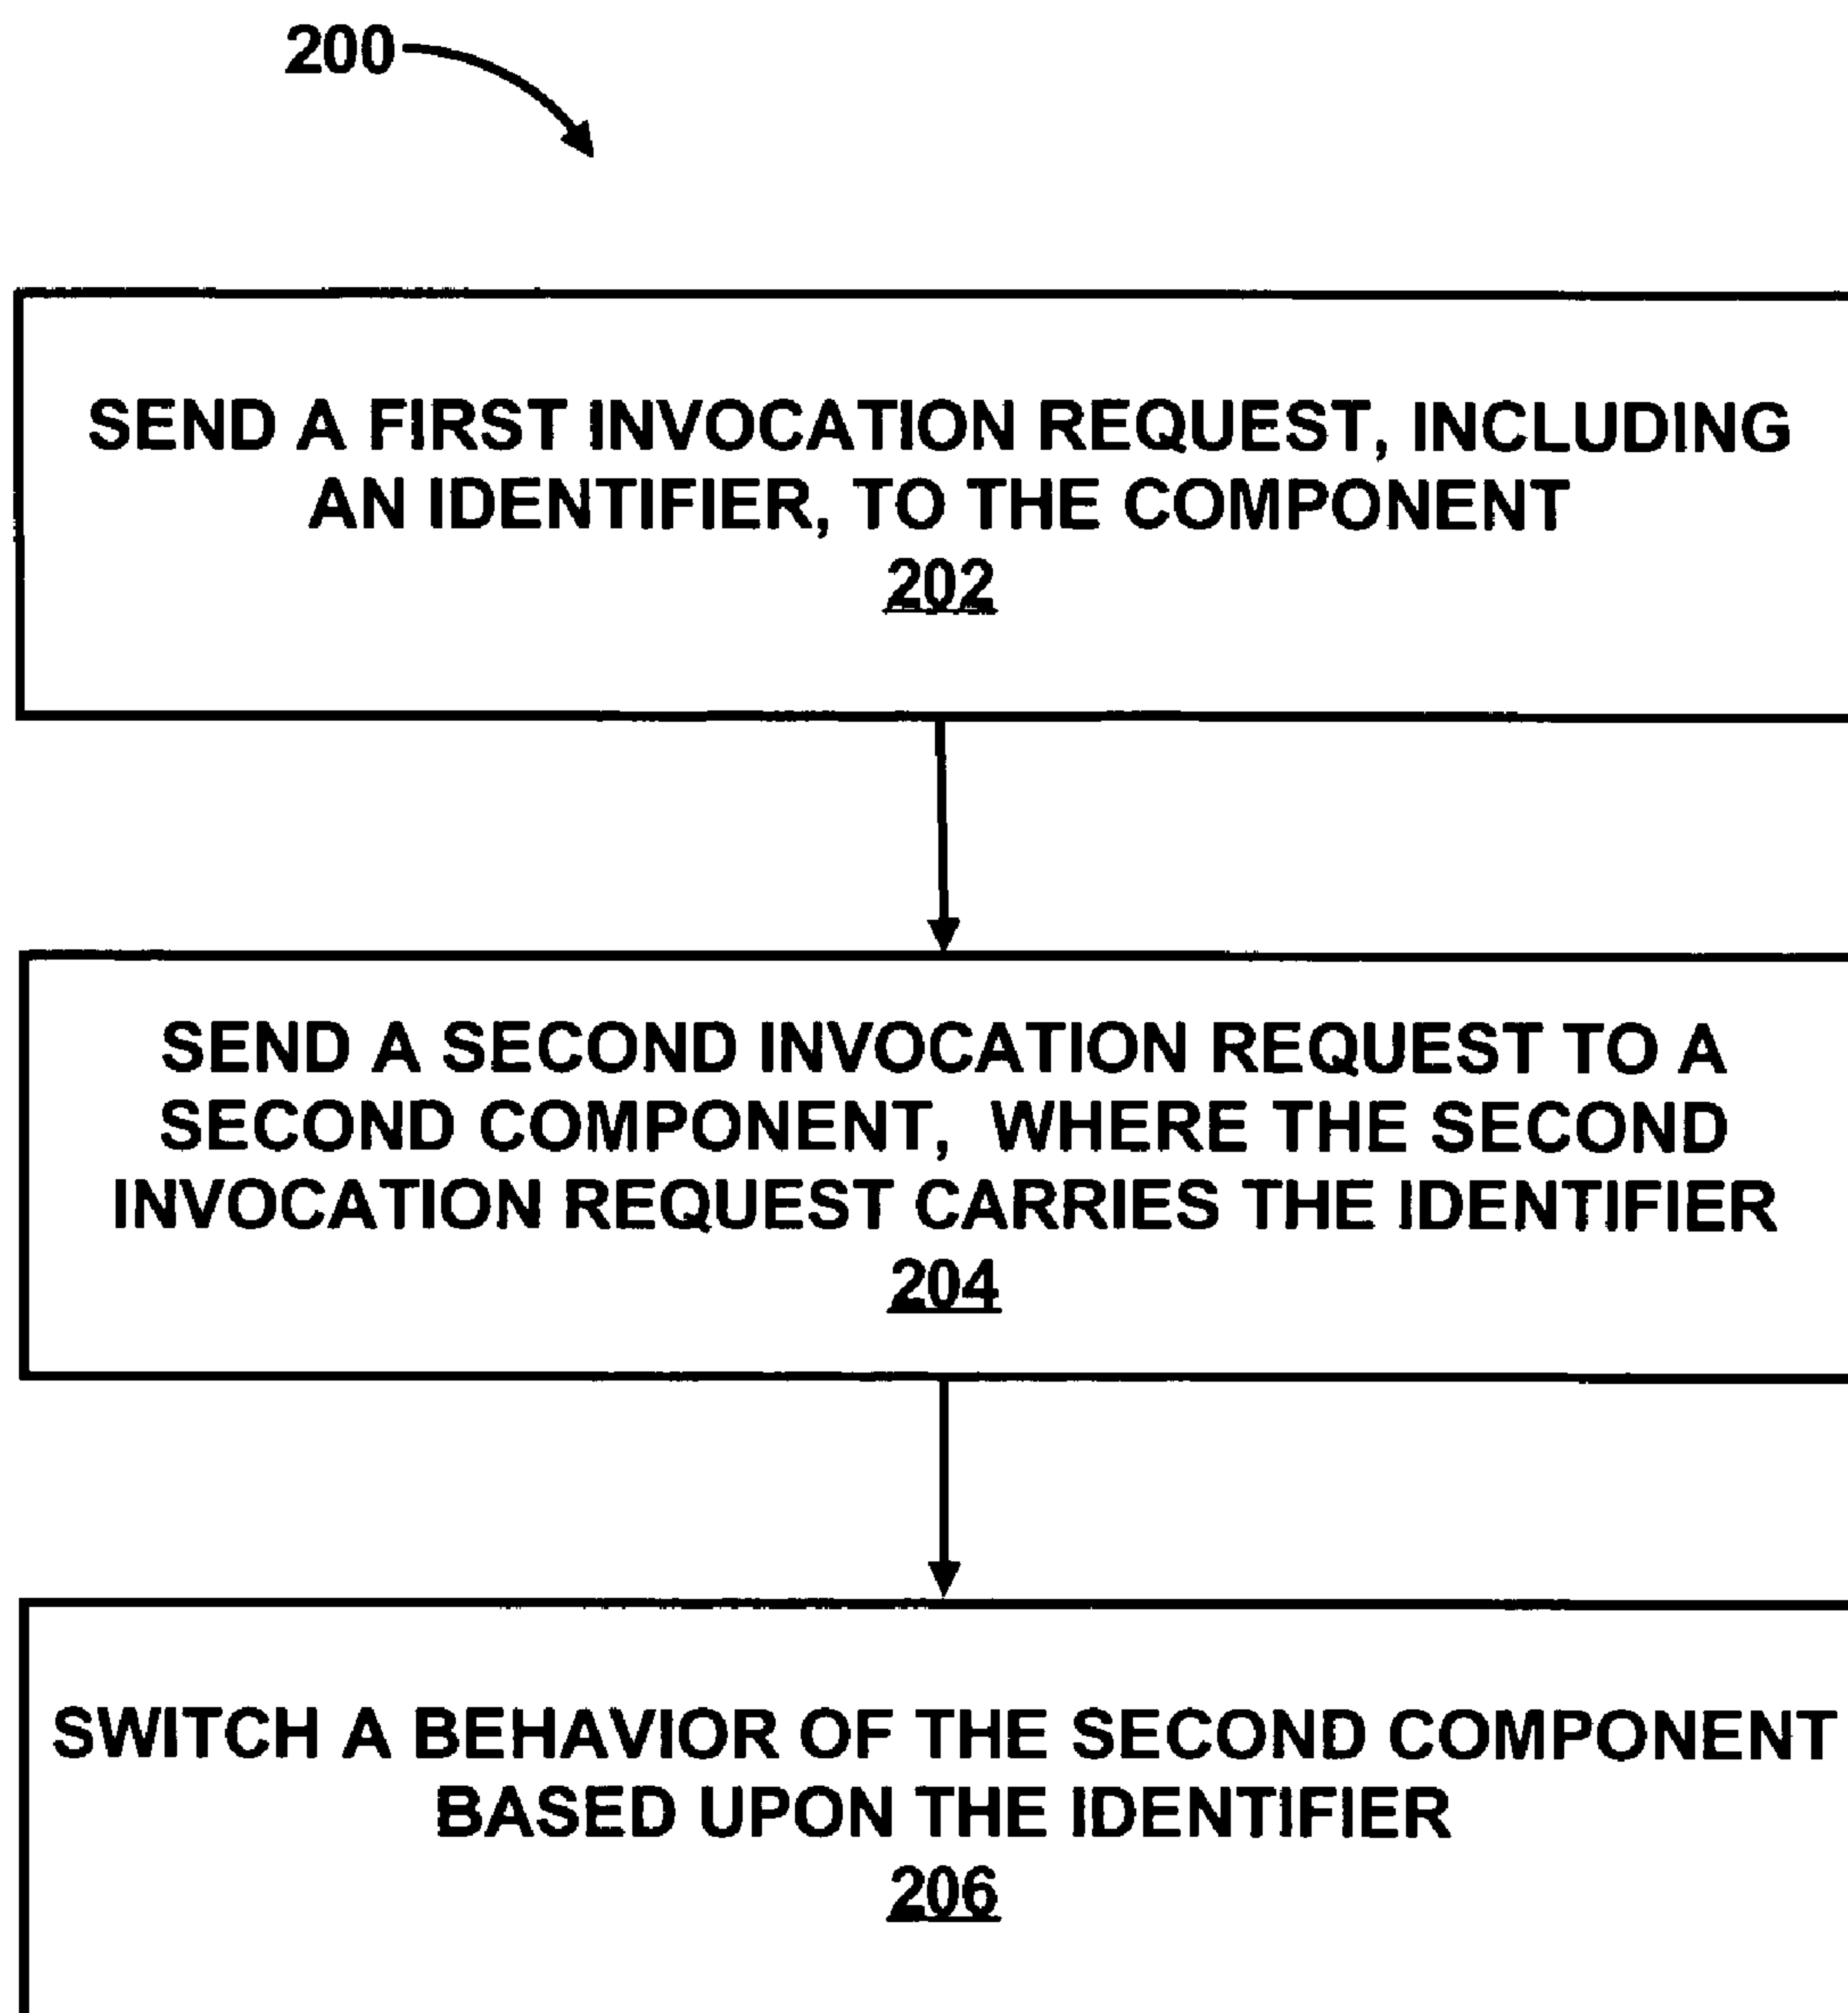 200
SEND A FIRST INVOCATION REQUEST, INCLUDING
AN IDENTIFIER, TO THE COMPONENT
202
SEND A SECOND INVOCATION REQUEST TO A
SECOND COMPONENT, WHERE THE SECOND
INVOCATION REQUEST CARRIES THE IDENTIFIER
204
SWITCH A BEHAVIOR OF THE SECOND COMPONENT
BASED UPON THE IDENTIFIER
206